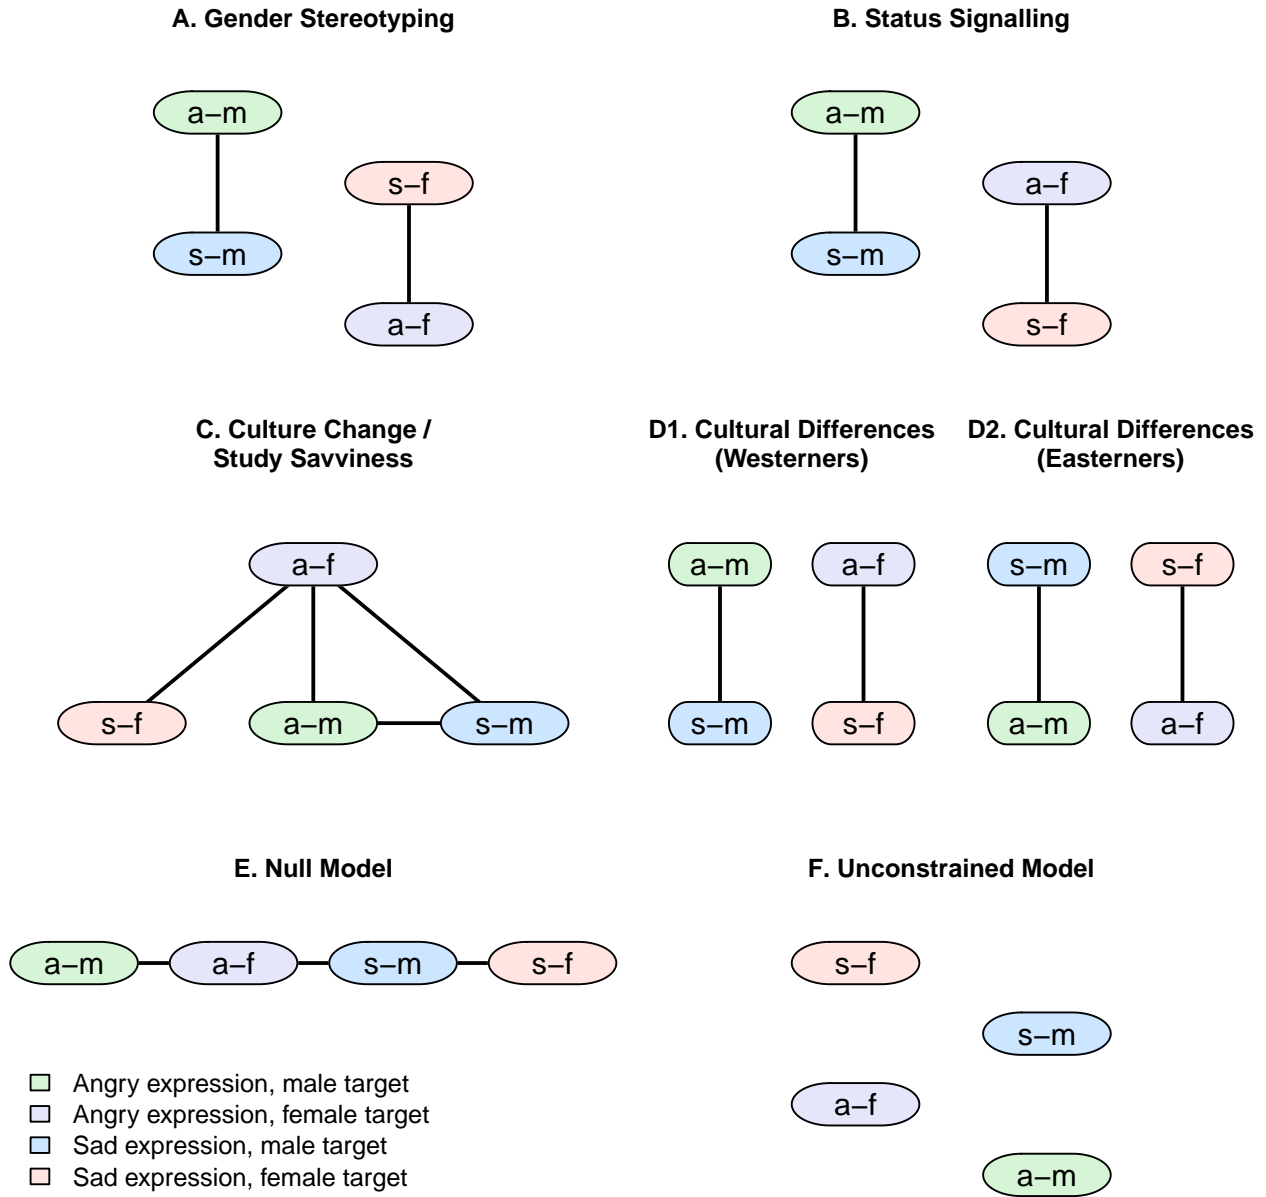 A. Gender Stereotyping
a–m
s–f
s–m
a–f
B. Status Signalling
a–m
a–f
s–m
s–f
C. Culture Change /
Study Savviness
a–f
s–f
a–m
s–m
D1. Cultural Differences
(Westerners)
a–m
a–f
s–m
s–f
D2. Cultural Differences
(Easterners)
s–m
s–f
a–m
a–f
E. Null Model
a–m
a–f
s–m
s–f
Angry expression, male target
Angry expression, female target
Sad expression, male target
Sad expression, female target
F. Unconstrained Model
s–f
s–m
a–f
a–m